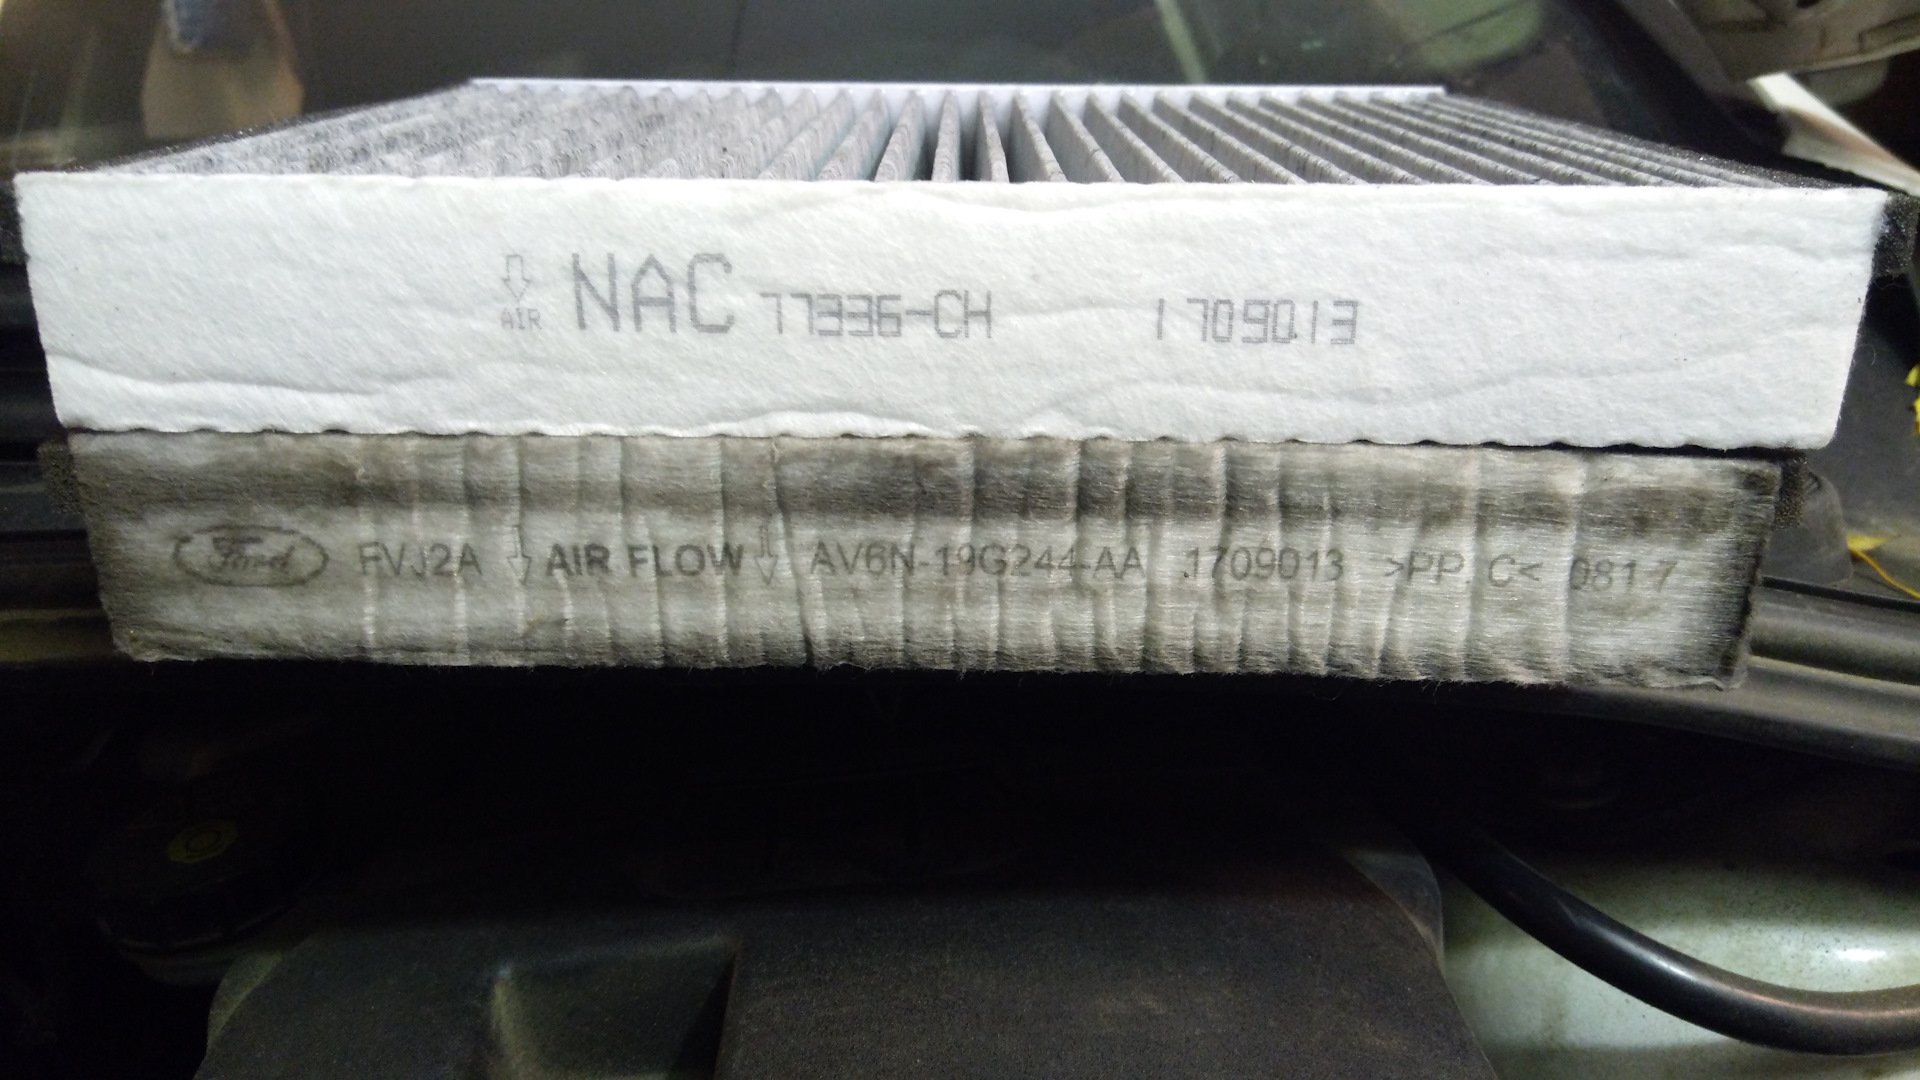 AIR NAC 77336-CH 1709013
Ford FVJ2A AIR FLOW AV6N-19G244-AA 1709013 >PP C< 0817